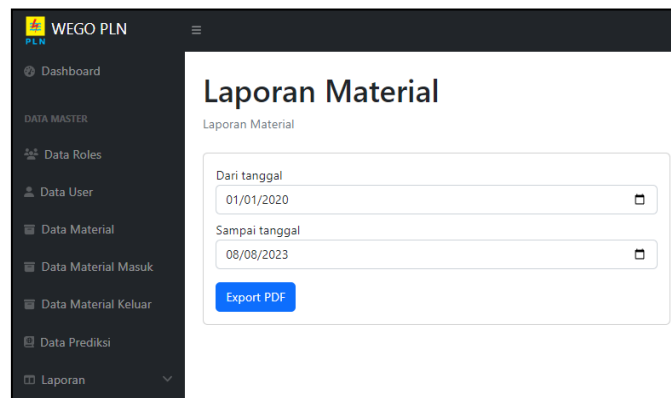 WEGO PLN
PLN
Dashboard
DATA MASTER
Data Roles
Data User
Data Material
Data Material Masuk
Data Material Keluar
Data Prediksi
Laporan
Laporan Material
Laporan Material
Dari tanggal
01/01/2020
Sampai tanggal
08/08/2023
Export PDF